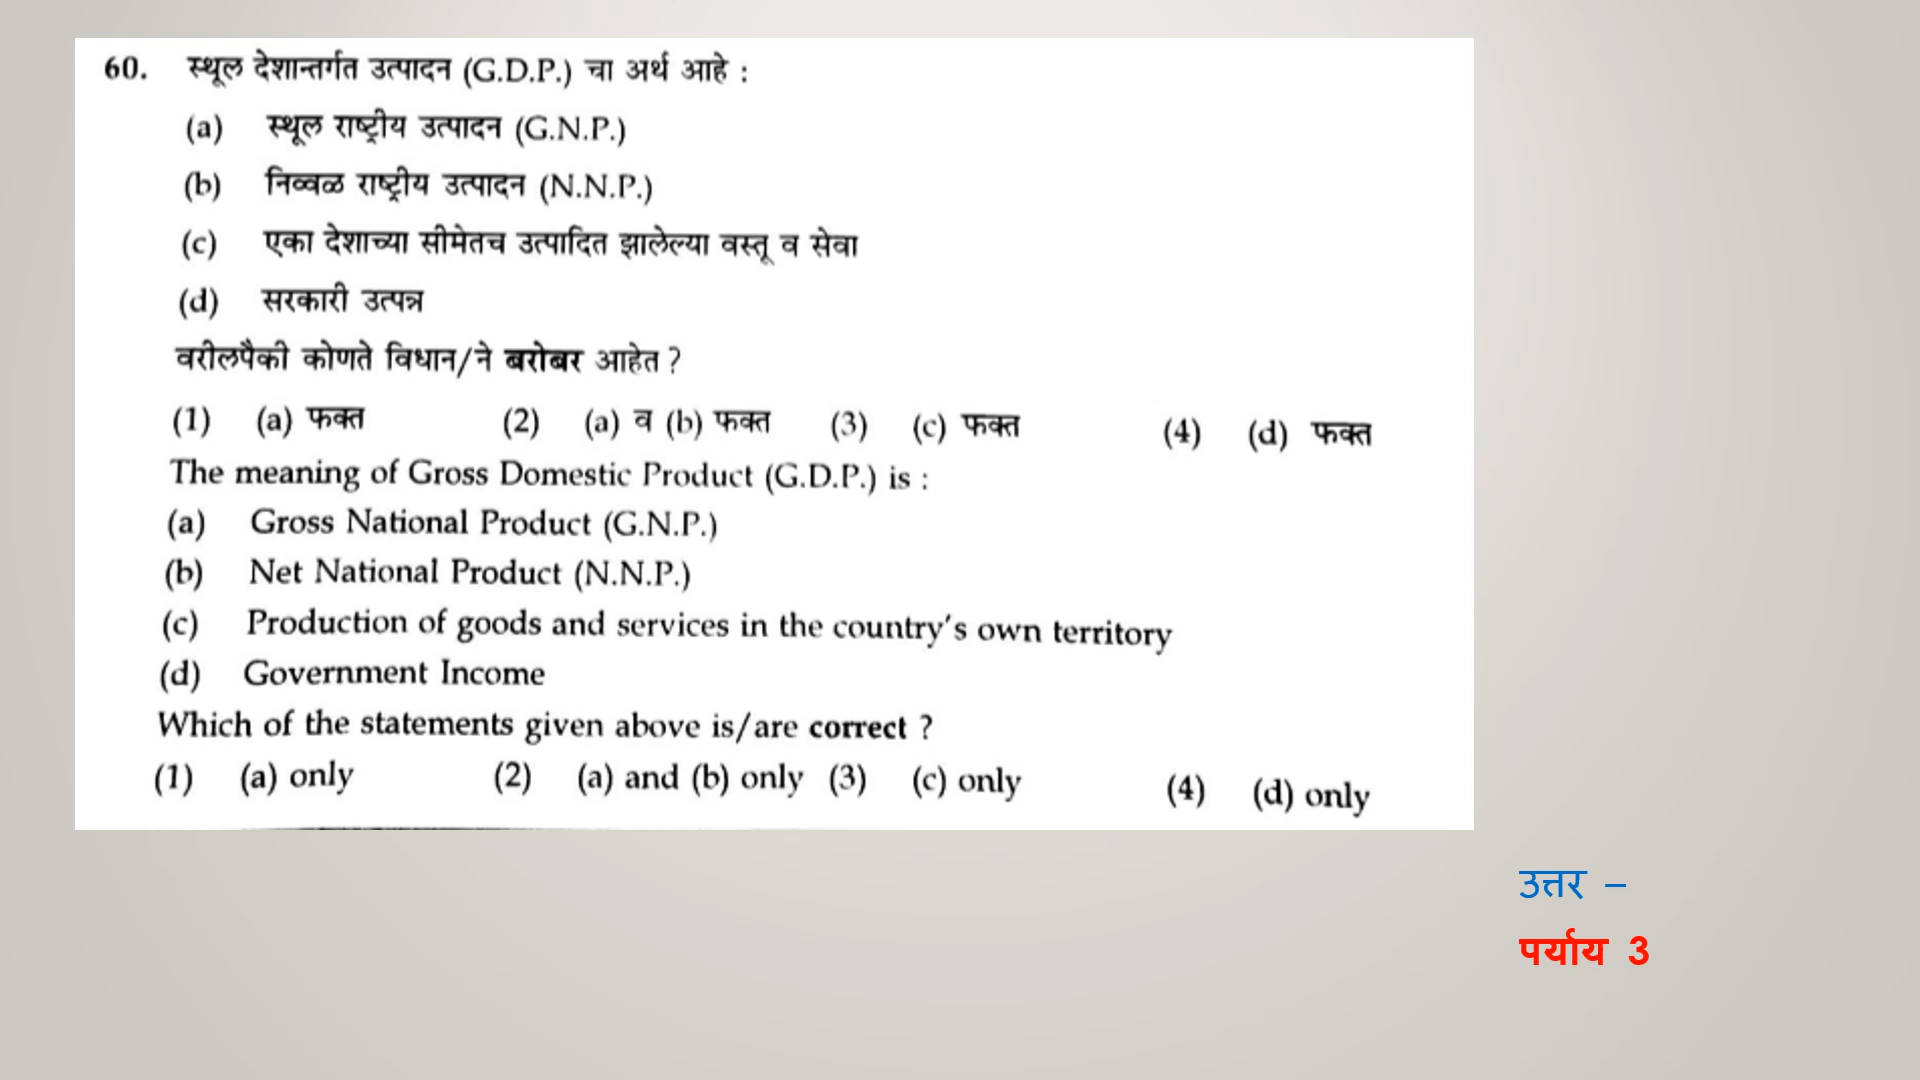 60. स्थूल देशान्तर्गत उत्पादन (G.D.P.) चा अर्थ आहे :
(a) स्थूल राष्ट्रीय उत्पादन (G.N.P.)
(b) निव्वळ राष्ट्रीय उत्पादन (N.N.P.)
(c) एका देशाच्या सीमेतच उत्पादित झालेल्या वस्तू व सेवा
(d) सरकारी उत्पन्न
वरीलपैकी कोणते विधान/ने बरोबर आहेत ?
(1) (a) फक्त (2) (a) व (b) फक्त (3) (c) फक्त (4) (d) फक्त
The meaning of Gross Domestic Product (G.D.P.) is :
(a) Gross National Product (G.N.P.)
(b) Net National Product (N.N.P.)
(c) Production of goods and services in the country's own territory
(d) Government Income
Which of the statements given above is/are correct ?
(1) (a) only (2) (a) and (b) only (3) (c) only (4) (d) only
उत्तर –
पर्याय 3